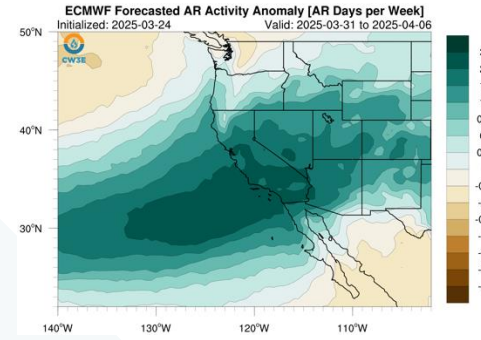 ECMWF Forecasted AR Activity Anomaly [AR Days per Week]
Initialized: 2025-03-24 Valid: 2025-03-31 to 2025-04-06
50°N
CW3E
40°N
30°N
140°W 130°W 120°W 110°W